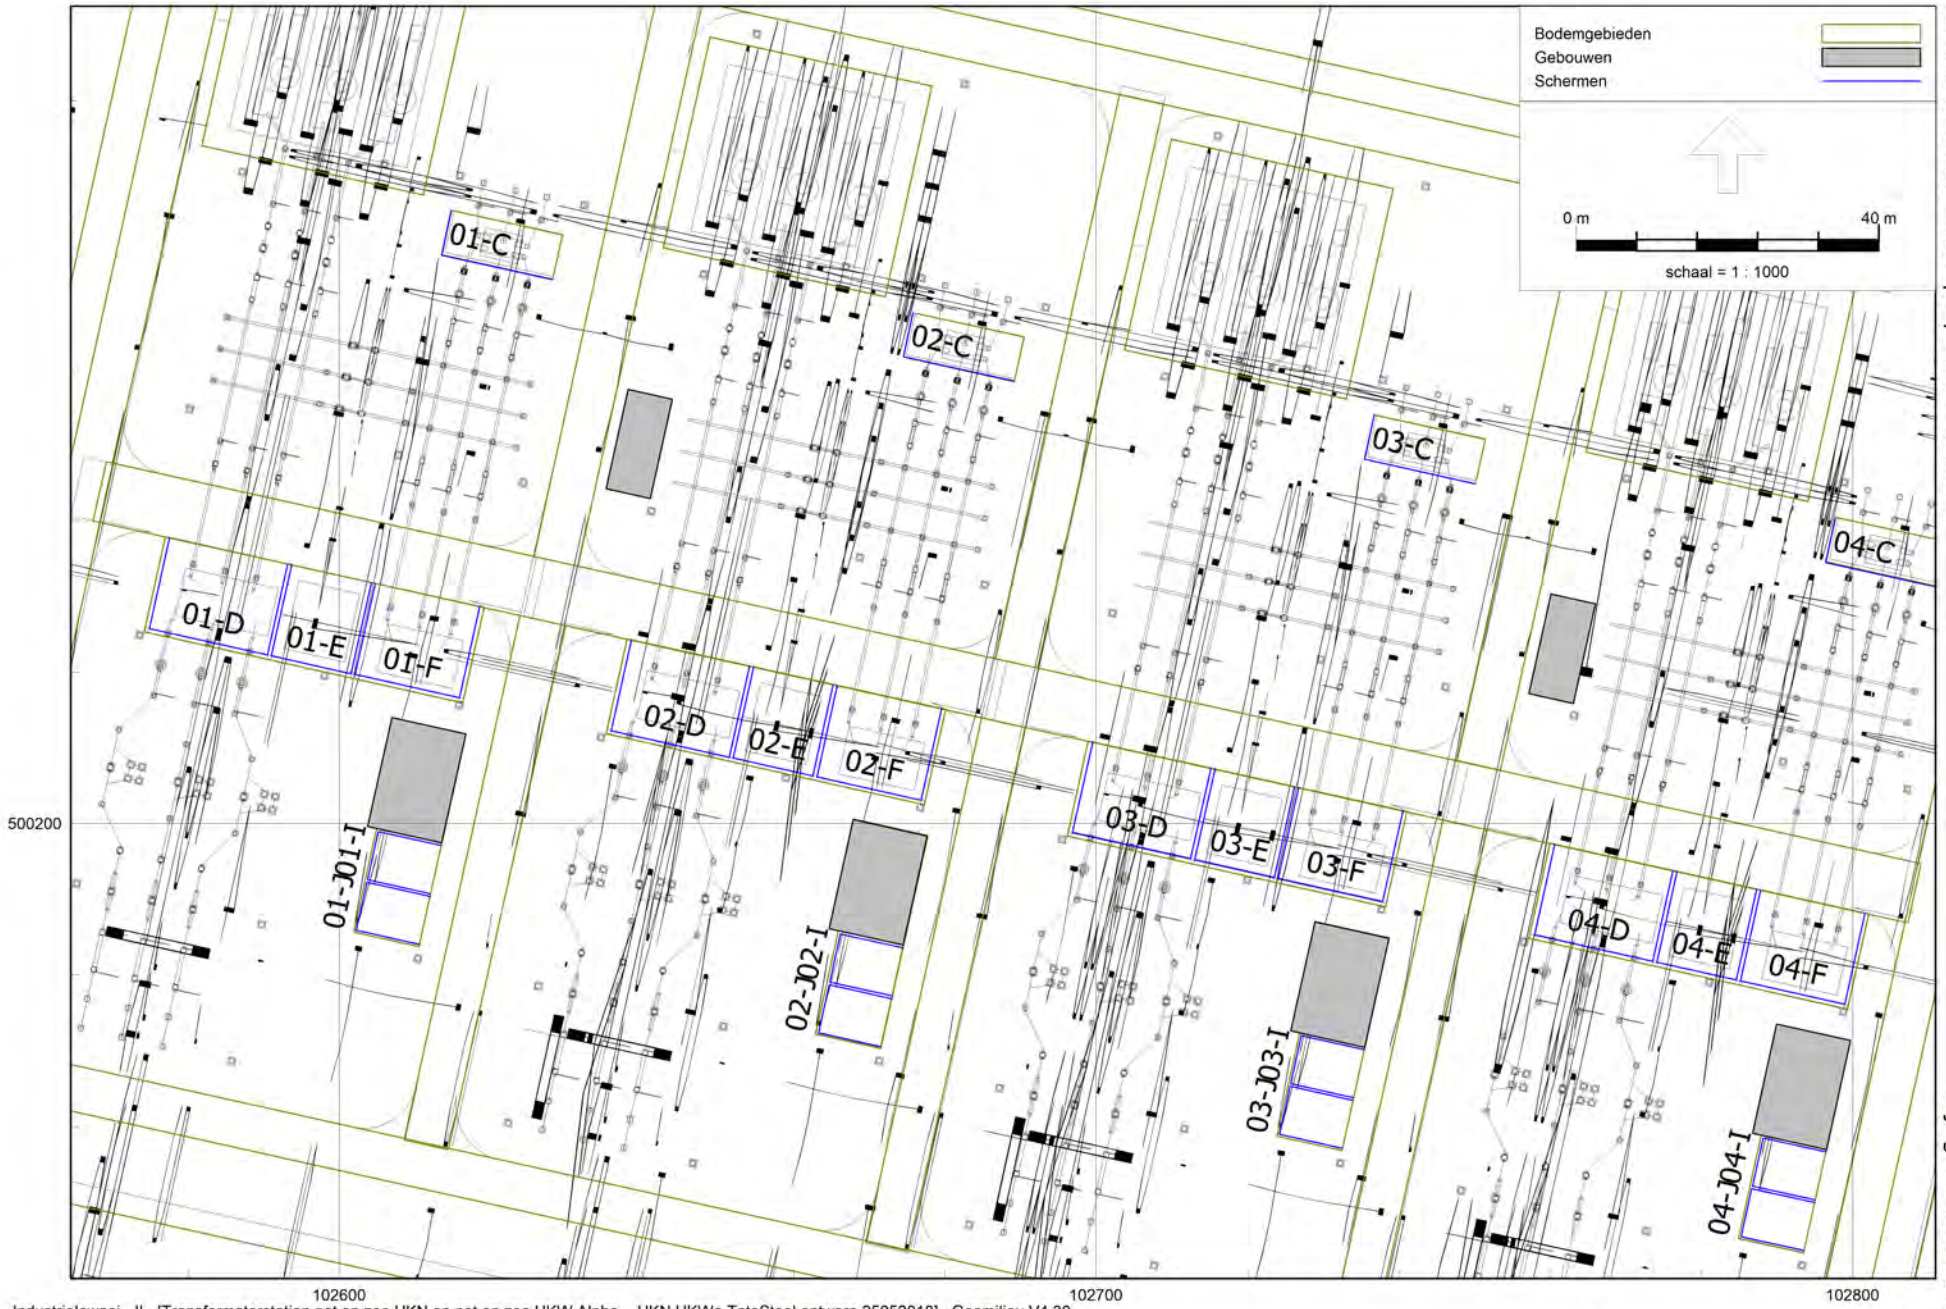 Bodemgebieden
Gebouwen
Schermen
0 m 40 m
schaal = 1 : 1000
01-C
02-C
03-C
04-C
01-D
01-E
01-F
02-D
02-E
02-F
03-D
03-E
03-F
04-D
04-E
04-F
500200
01-J01-I
02-J02-I
03-J03-I
04-J04-I
102600 102700 102800